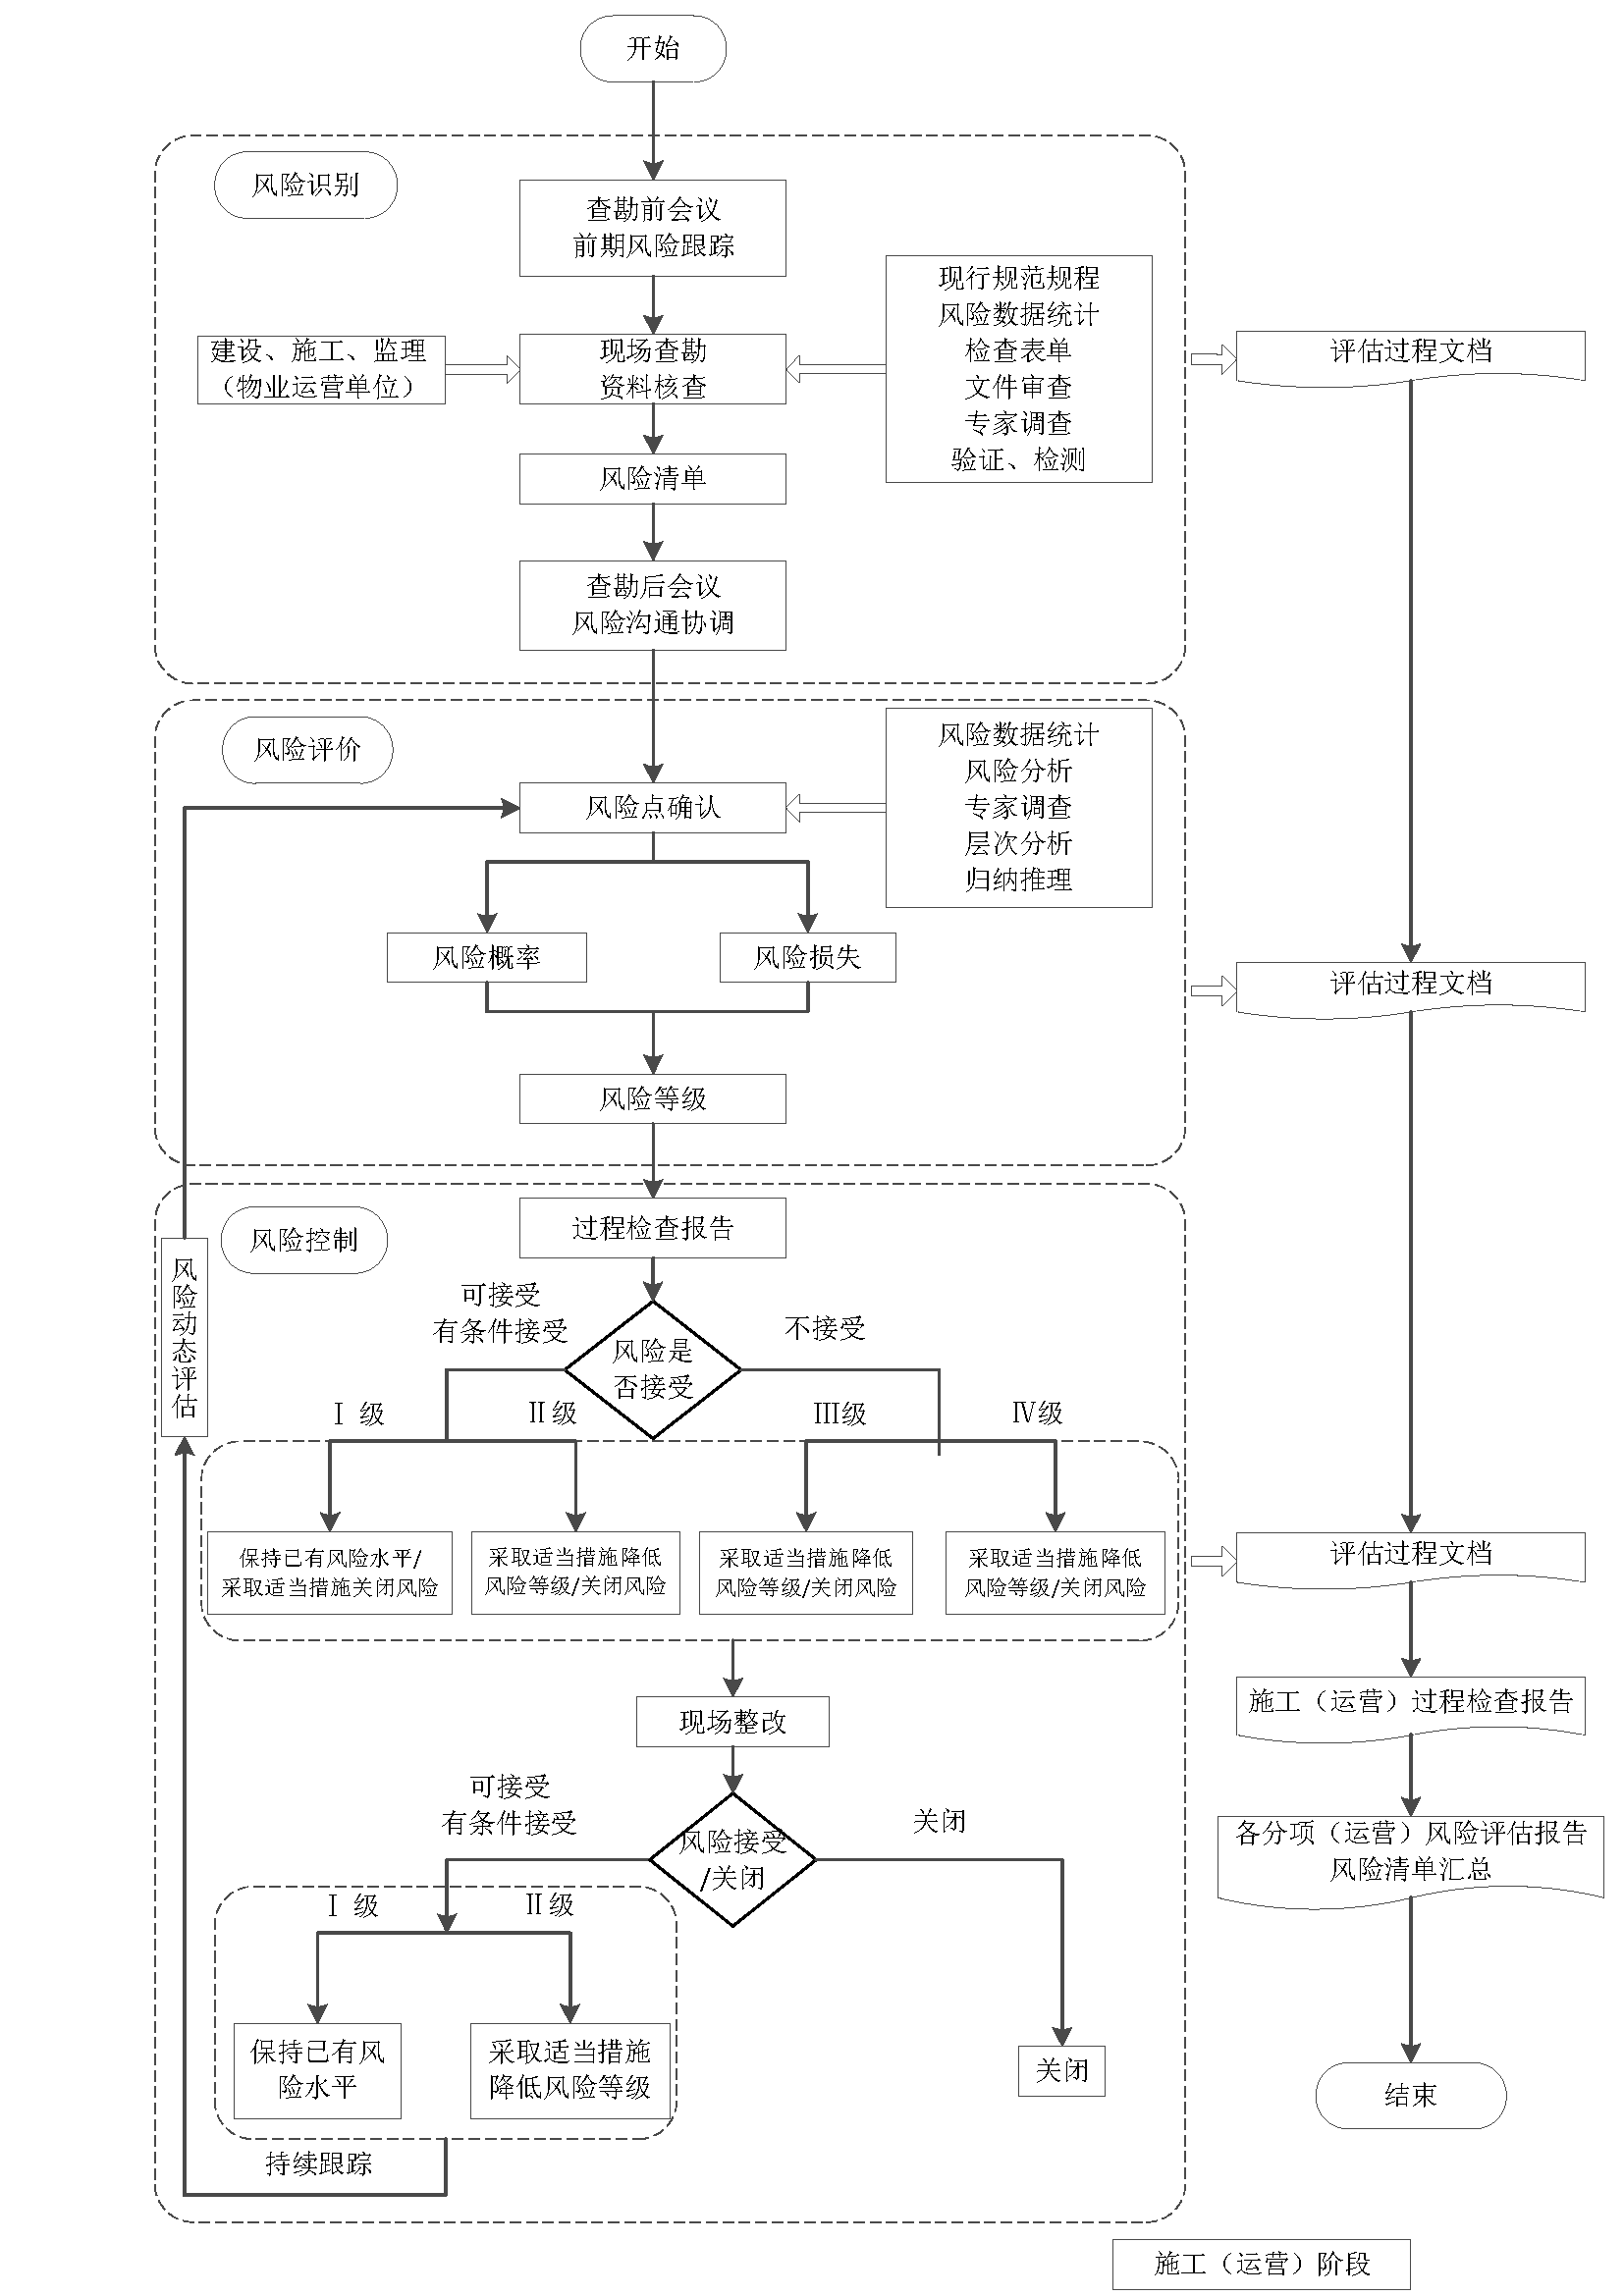 开始
风险识别
查勘前会议
前期风险跟踪
建设、施工、监理
（物业运营单位）
现场查勘
资料核查
现行规范规程
风险数据统计
检查表单
文件审查
专家调查
验证、检测
评估过程文档
风险清单
查勘后会议
风险沟通协调
风险评价
风险点确认
风险数据统计
风险分析
专家调查
层次分析
归纳推理
风险概率
风险损失
评估过程文档
风险等级
风险控制
过程检查报告
风险动态评估
可接受
有条件接受
风险是
否接受
不接受
Ⅰ 级
Ⅱ级
Ⅲ级
Ⅳ级
保持已有风险水平/
采取适当措施关闭风险
采取适当措施降低
风险等级/关闭风险
采取适当措施降低
风险等级/关闭风险
采取适当措施降低
风险等级/关闭风险
评估过程文档
现场整改
施工（运营）过程检查报告
可接受
有条件接受
风险接受
/关闭
关闭
各分项（运营）风险评估报告
风险清单汇总
Ⅰ 级
Ⅱ级
保持已有风
险水平
采取适当措施
降低风险等级
关闭
结束
持续跟踪
施工（运营）阶段